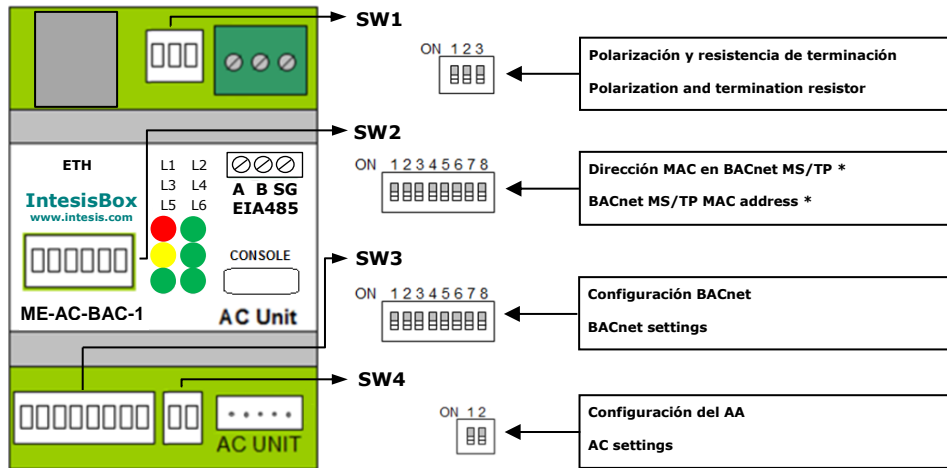 SW1
ON 1 2 3
Polarización y resistencia de terminación
Polarization and termination resistor
SW2
ON 1 2 3 4 5 6 7 8
Dirección MAC en BACnet MS/TP *
BACnet MS/TP MAC address *
ETH
L1 L2
L3 L4
L5 L6
A B SG
EIA485
IntesisBox
www.intesis.com
CONSOLE
ME-AC-BAC-1
AC Unit
SW3
ON 1 2 3 4 5 6 7 8
Configuración BACnet
BACnet settings
SW4
ON 1 2
Configuración del AA
AC settings
AC UNIT